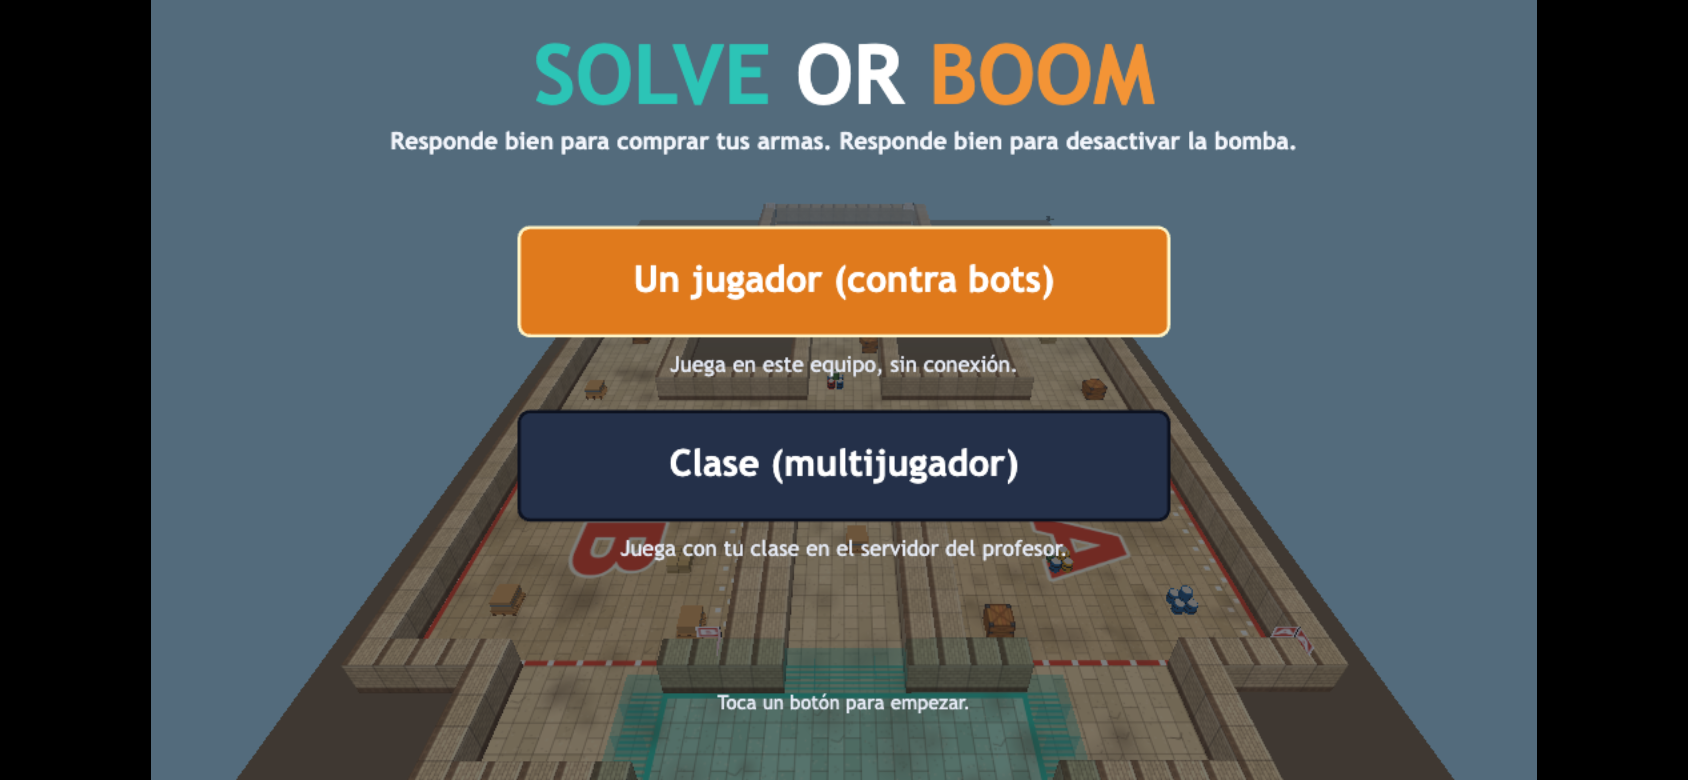 SOLVE OR BOOM
Responde bien para comprar tus armas. Responde bien para desactivar la bomba.
Un jugador (contra bots)
Juega en este equipo, sin conexión.
Clase (multijugador)
B
A
Juega con tu clase en el servidor del profesor.
Toca un botón para empezar.